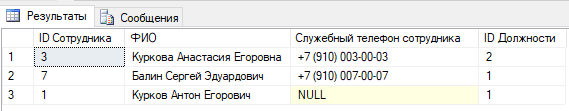 Результаты Сообщения
ID Сотрудника ФИО Служебный телефон сотрудника ID Должности
1 3 Куркова Анастасия Егоровна +7 (910) 003-00-03 2
2 7 Балин Сергей Эдуардович +7 (910) 007-00-07 1
3 1 Курков Антон Егорович NULL 1